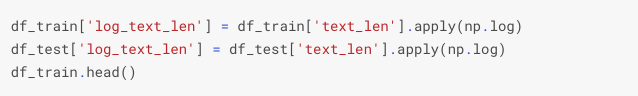 df_train['log_text_len'] = df_train['text_len'].apply(np.log)
df_test['log_text_len'] = df_test['text_len'].apply(np.log)
df_train.head()